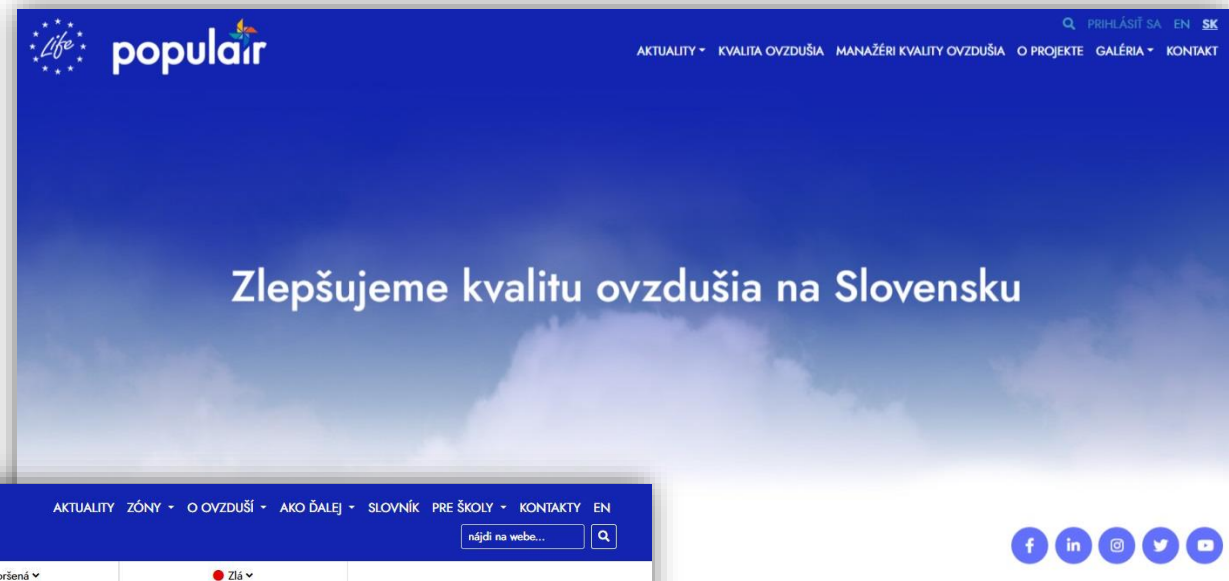 Life populair
PRIHLÁSIŤ SA EN SK
AKTUALITY KVALITA OVZDUŠIA MANAŽÉRI KVALITY OVZDUŠIA O PROJEKTE GALÉRIA KONTAKT
Zlepšujeme kvalitu ovzdušia na Slovensku
AKTUALITY ZÓNY O OVZDUŠÍ AKO ĎALEJ SLOVNÍK PRE ŠKOLY KONTAKTY EN
nájdi na webe...
Zlá